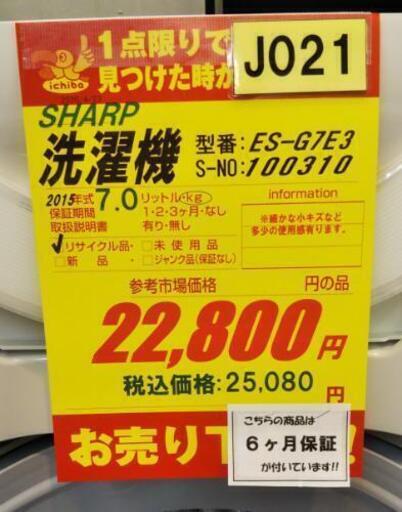 1点限りで
見つけた時が
J021
ichiba
SHARP
洗濯機
型番:ES-G7E3
S-NO:100310
2015年式 7.0 リットル・kg
保証期間 1・2・3ヶ月・なし
取扱説明書 有り・無し
✓リサイクル品・□未使用品
□新品・□ジャンク品(保証なし)
information
※細かな小キズなど
多少の使用感有ります。
参考市場価格 円の品
22,800円
税込価格:25,080円
こちらの商品は
6ヶ月保証
が付いています!!
お売り